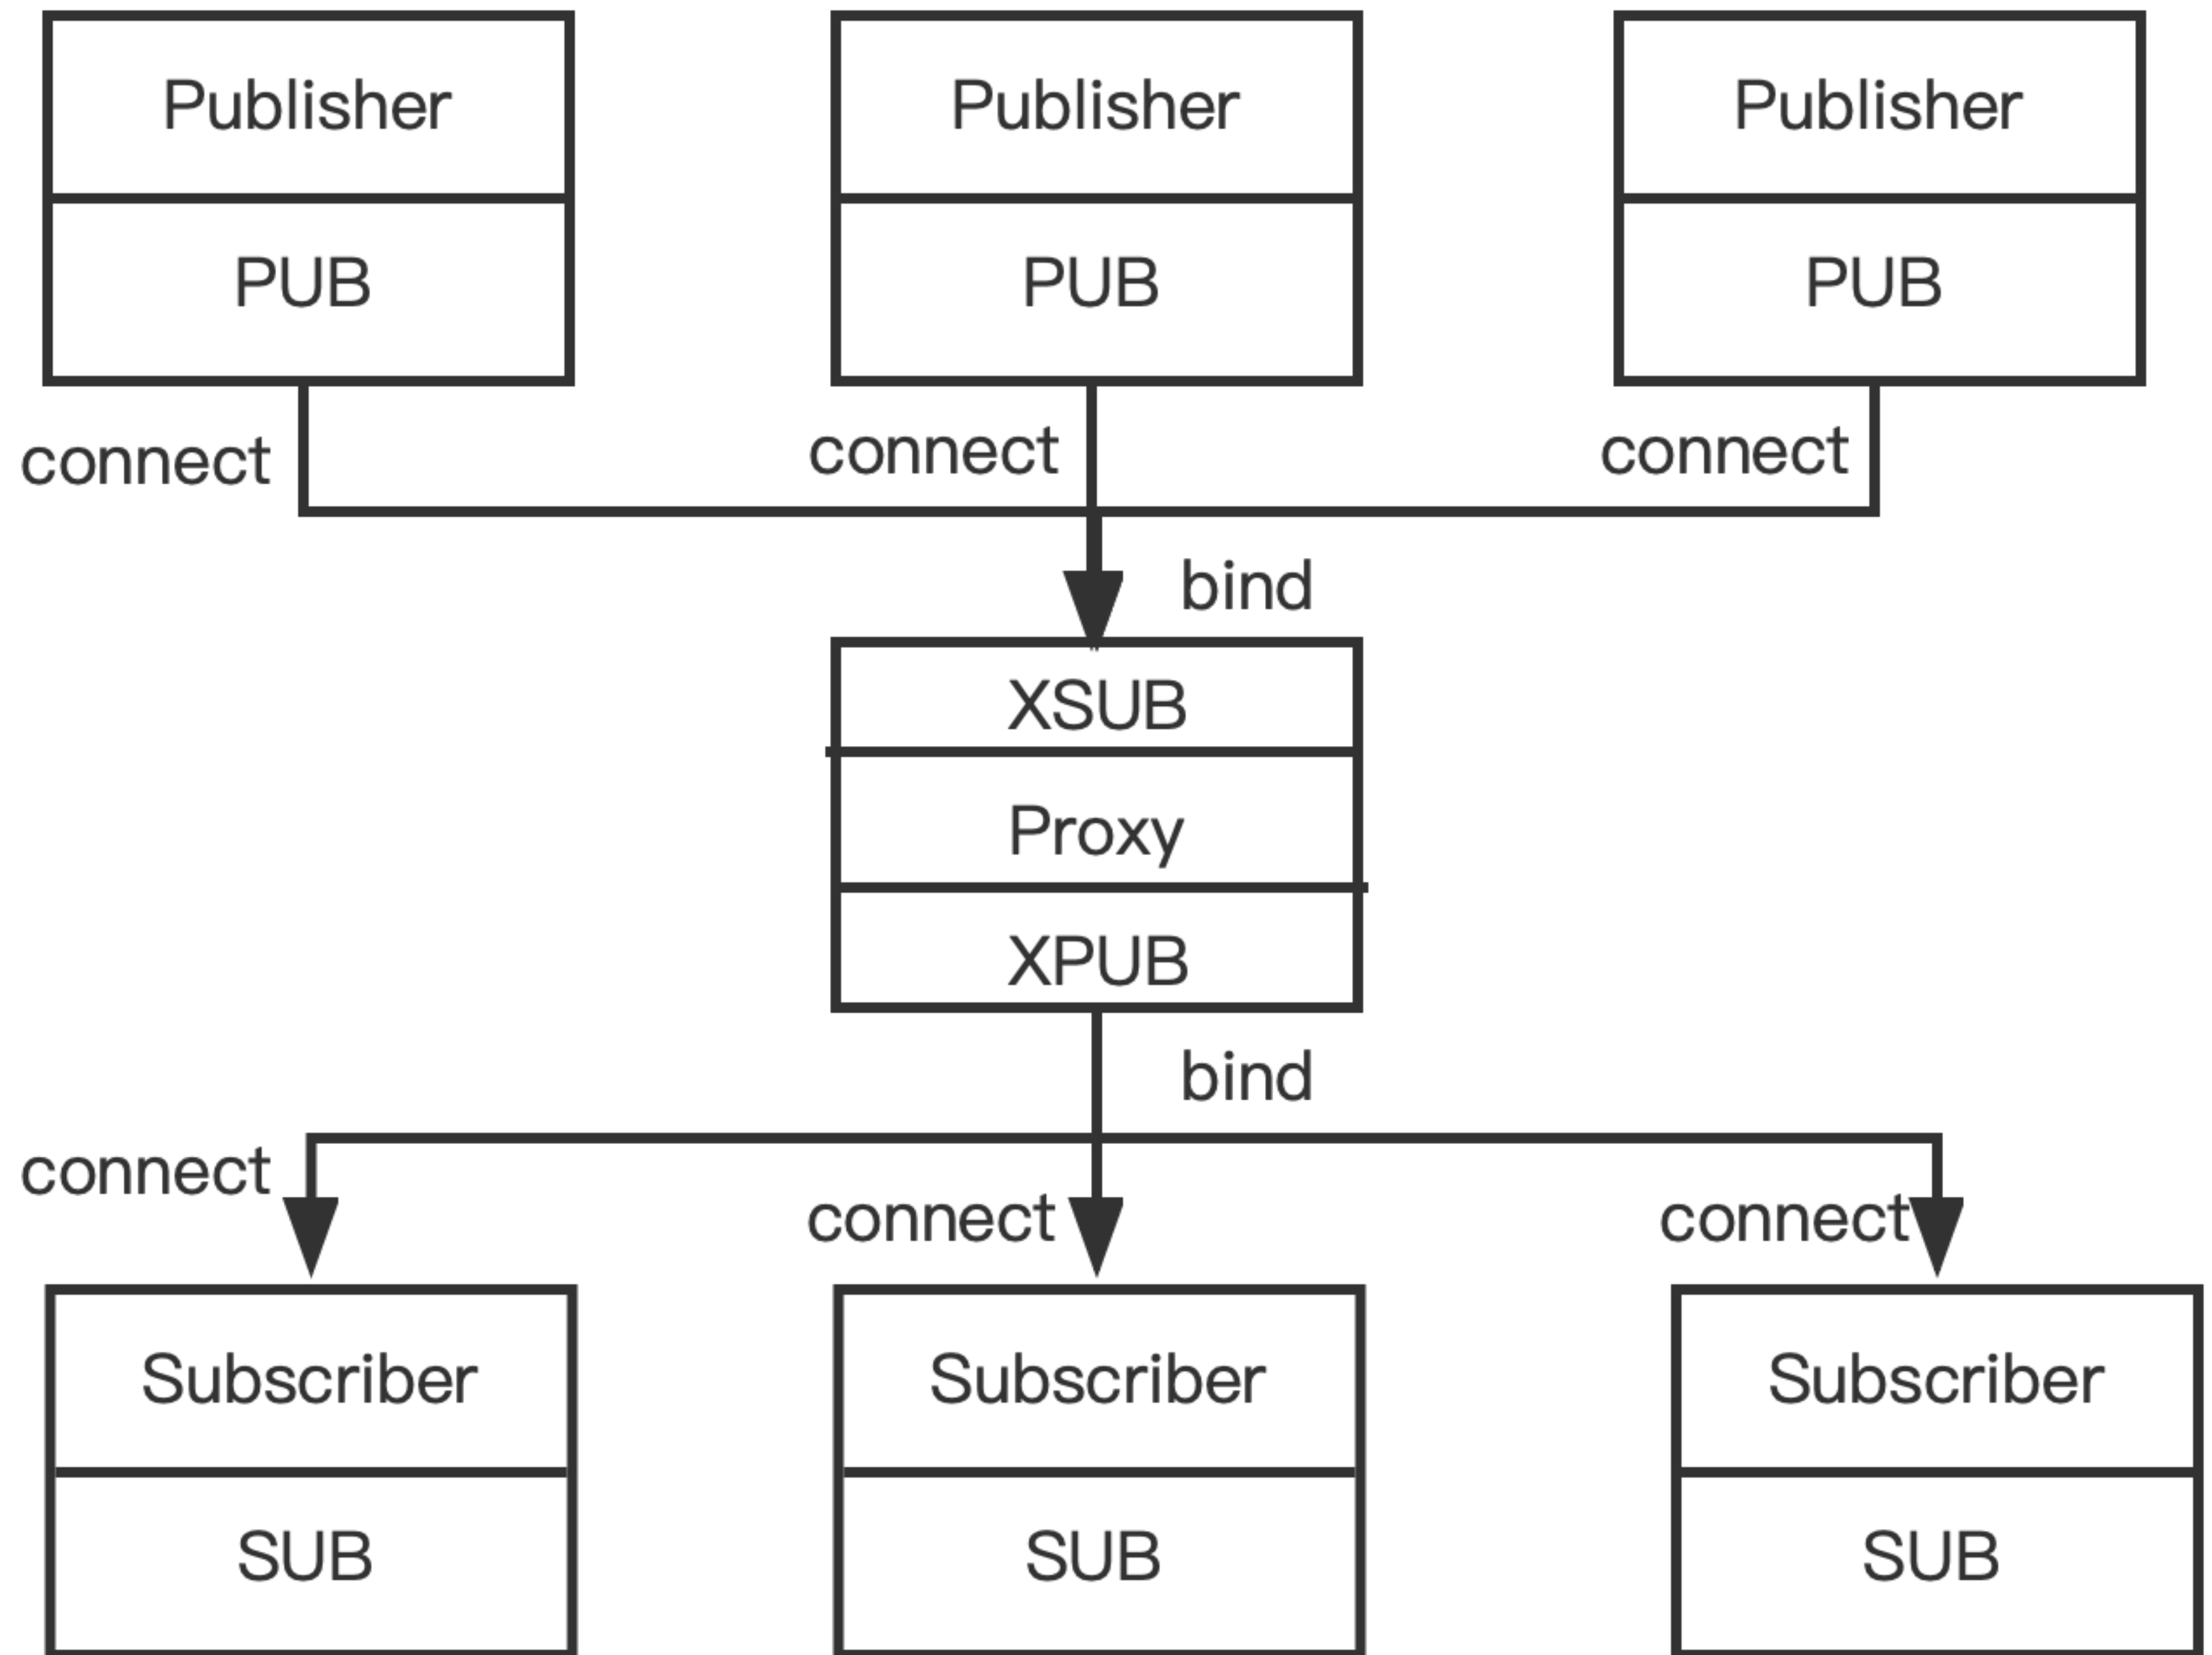 Publisher
Publisher
Publisher
PUB
PUB
PUB
connect
connect
connect
bind
XSUB
Proxy
XPUB
bind
connect
connect
connect
Subscriber
Subscriber
Subscriber
SUB
SUB
SUB